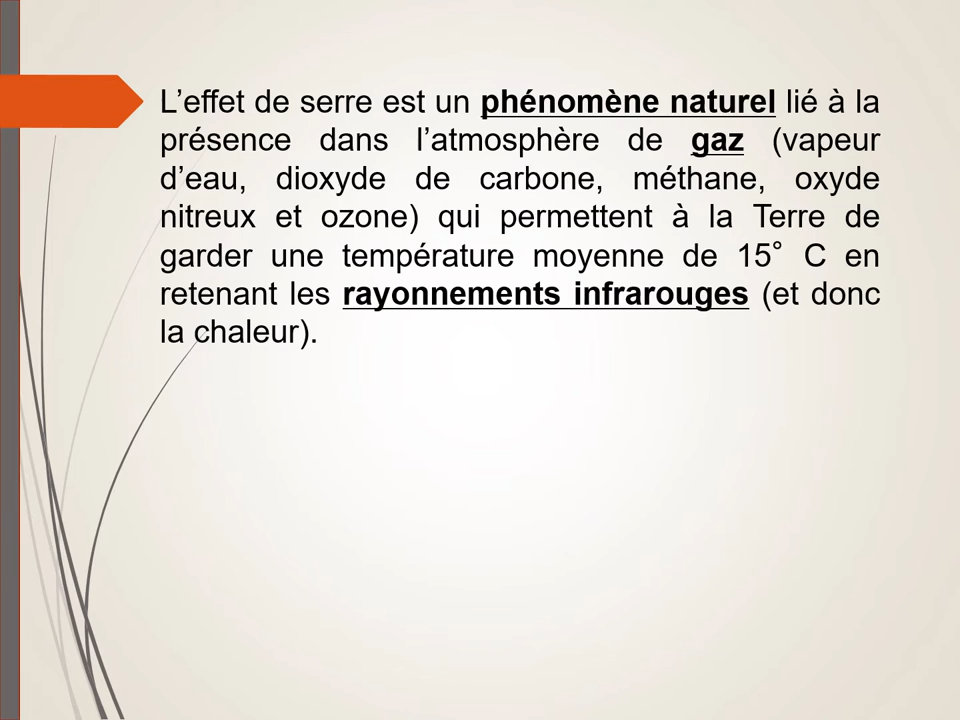 L’effet de serre est un phénomène naturel lié à la
présence dans l’atmosphère de gaz (vapeur
d’eau, dioxyde de carbone, méthane, oxyde
nitreux et ozone) qui permettent à la Terre de
garder une température moyenne de 15° C en
retenant les rayonnements infrarouges (et donc
la chaleur).